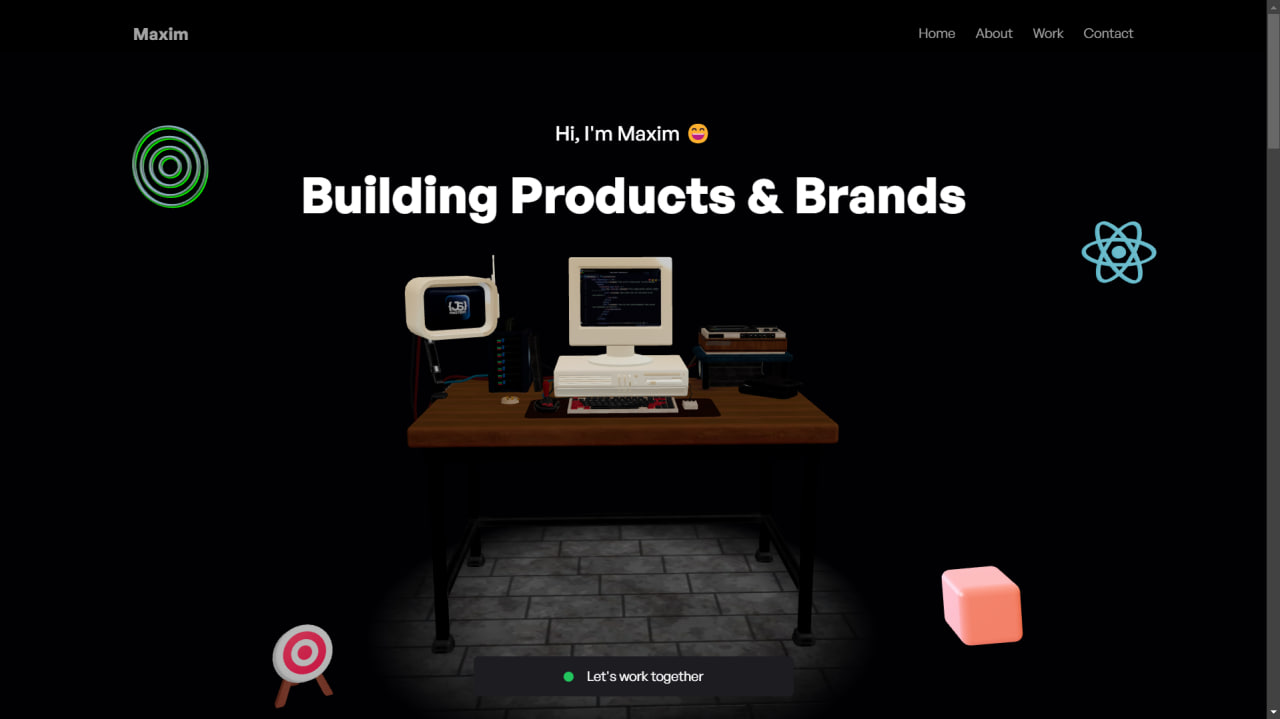 Maxim
Home About Work Contact
Hi, I'm Maxim 😄
Building Products & Brands
{JS}
Let's work together